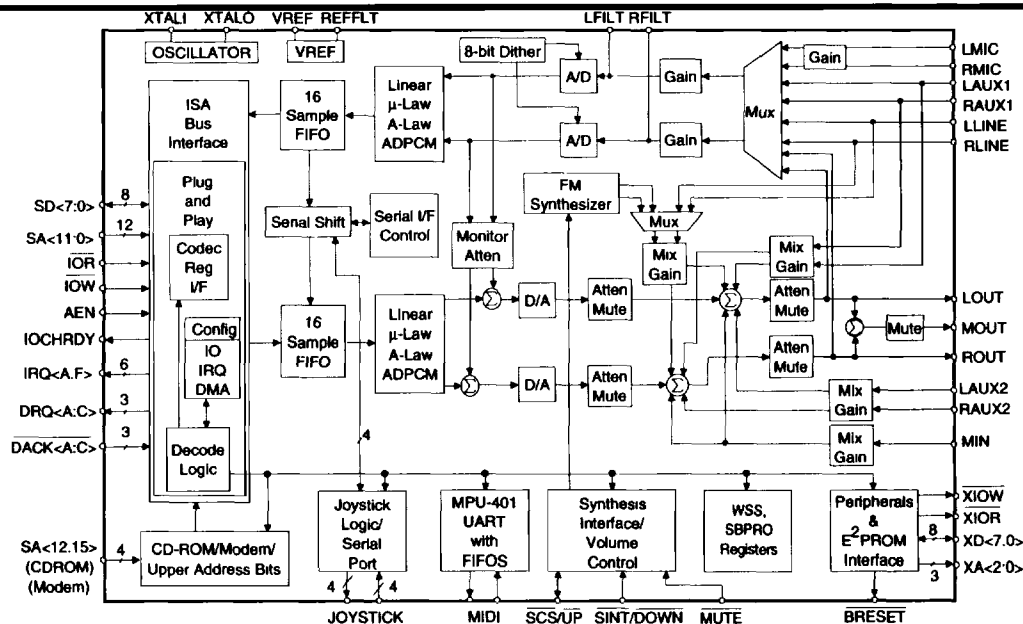 XTALI XTALO VREF REFFLT LFILT RFILT
OSCILLATOR
VREF
8-bit Dither
A/D
Gain
Gain
LMIC
RMIC
LAUX1
RAUX1
LLINE
RLINE
Mux
ISA
Bus
Interface
16
Sample
FIFO
Linear
μ-Law
A-Law
ADPCM
A/D
Gain
Plug
and
Play
FM
Synthesizer
Mux
SD<7:0>
8
SA<11:0>
12
IOR
IOW
AEN
IOCHRDY
IRQ<A.F>
6
DRQ<A:C>
3
DACK<A:C>
3
Codec
Reg
I/F
Serial Shift
Serial I/F
Control
Monitor
Atten
Mix
Gain
Mix
Gain
Config
IO
IRQ
DMA
16
Sample
FIFO
Linear
μ-Law
A-Law
ADPCM
Σ
D/A
Atten
Mute
Σ
Atten
Mute
LOUT
Σ
Mute
MOUT
Atten
Mute
ROUT
Σ
D/A
Atten
Mute
Σ
Mix
Gain
LAUX2
RAUX2
Mix
Gain
MIN
Decode
Logic
4
SA<12.15>
4
(CDROM)
(Modem)
CD-ROM/Modem/
Upper Address Bits
Joystick
Logic/
Serial
Port
MPU-401
UART
with
FIFOS
Synthesis
Interface/
Volume
Control
WSS,
SBPRO
Registers
Peripherals
&
E2PROM
Interface
XIOW
XIOR
8
XD<7.0>
XA<2:0>
3
4
4
JOYSTICK MIDI SCS/UP SINT/DOWN MUTE BRESET